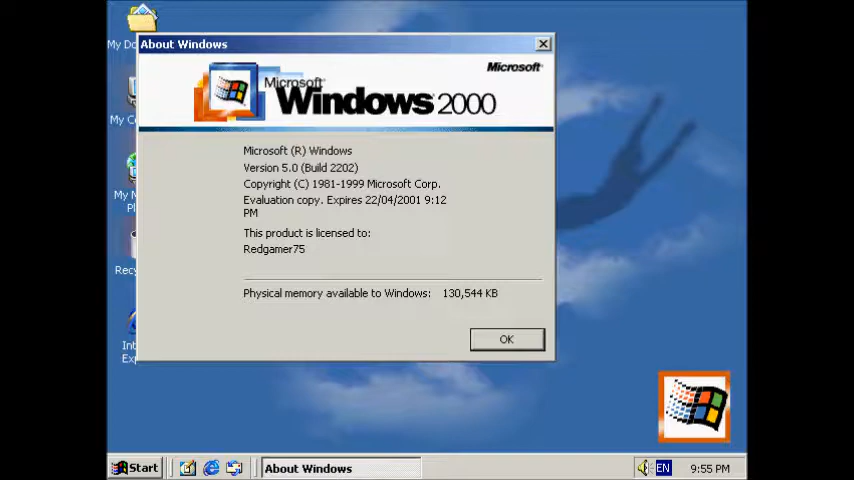 My Do
About Windows
Microsoft
Microsoft
Windows 2000
My C
Microsoft (R) Windows
Version 5.0 (Build 2202)
Copyright (C) 1981-1999 Microsoft Corp.
Evaluation copy. Expires 22/04/2001 9:12
PM
My N
Pl
This product is licensed to:
Redgamer75
Recy
Physical memory available to Windows: 130,544 KB
Int
Ex
OK
Start
About Windows
EN
9:55 PM